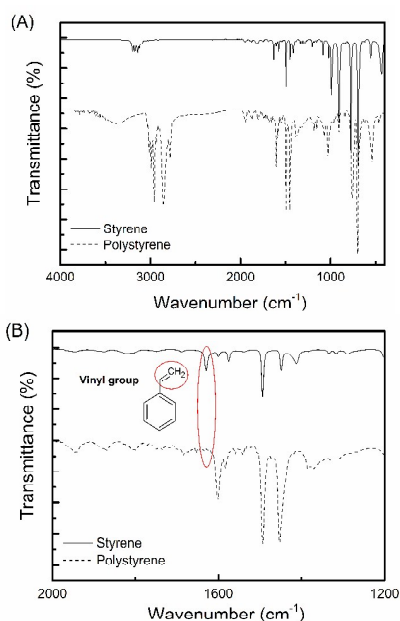 (A)
Transmittance (%)
Styrene
Polystyrene
4000 3000 2000 1000
Wavenumber (cm-1)
(B)
Vinyl group
CH2
Transmittance (%)
Styrene
Polystyrene
2000 1600 1200
Wavenumber (cm-1)